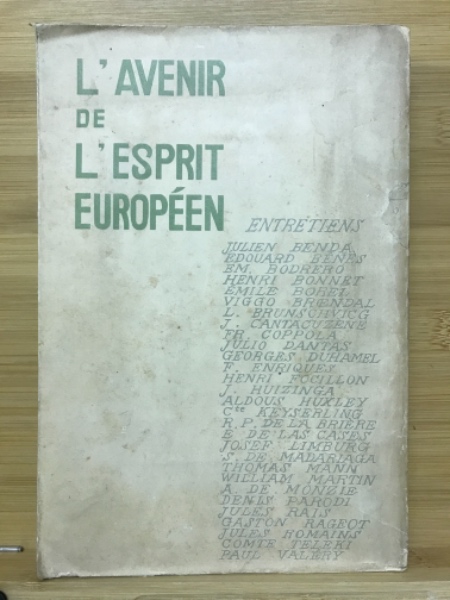 L'AVENIR
DE
L'ESPRIT
EUROPÉEN
ENTRETIENS
JULIEN BENDA
EDOUARD BENES
EM. BODRERO
HENRI BONNET
ÉMILE BOREL
VIGGO BRØNDAL
L. BRUNSCHVICG
J. CANTACUZÈNE
FR. COPPOLA
JULIO DANTAS
GEORGES DUHAMEL
F. ENRIQUES
HENRI FOCILLON
J. HUIZINGA
ALDOUS HUXLEY
Cte KEYSERLING
R. P. DE LA BRIÈRE
E. DE LAS CASES
JOSEF LIMBURG
S. DE MADARIAGA
THOMAS MANN
WILLIAM MARTIN
A. DE MONZIE
DENIS PARODI
JULES RAIS
GASTON RAGEOT
JULES ROMAINS
COMTE TELEKI
PAUL VALÉRY